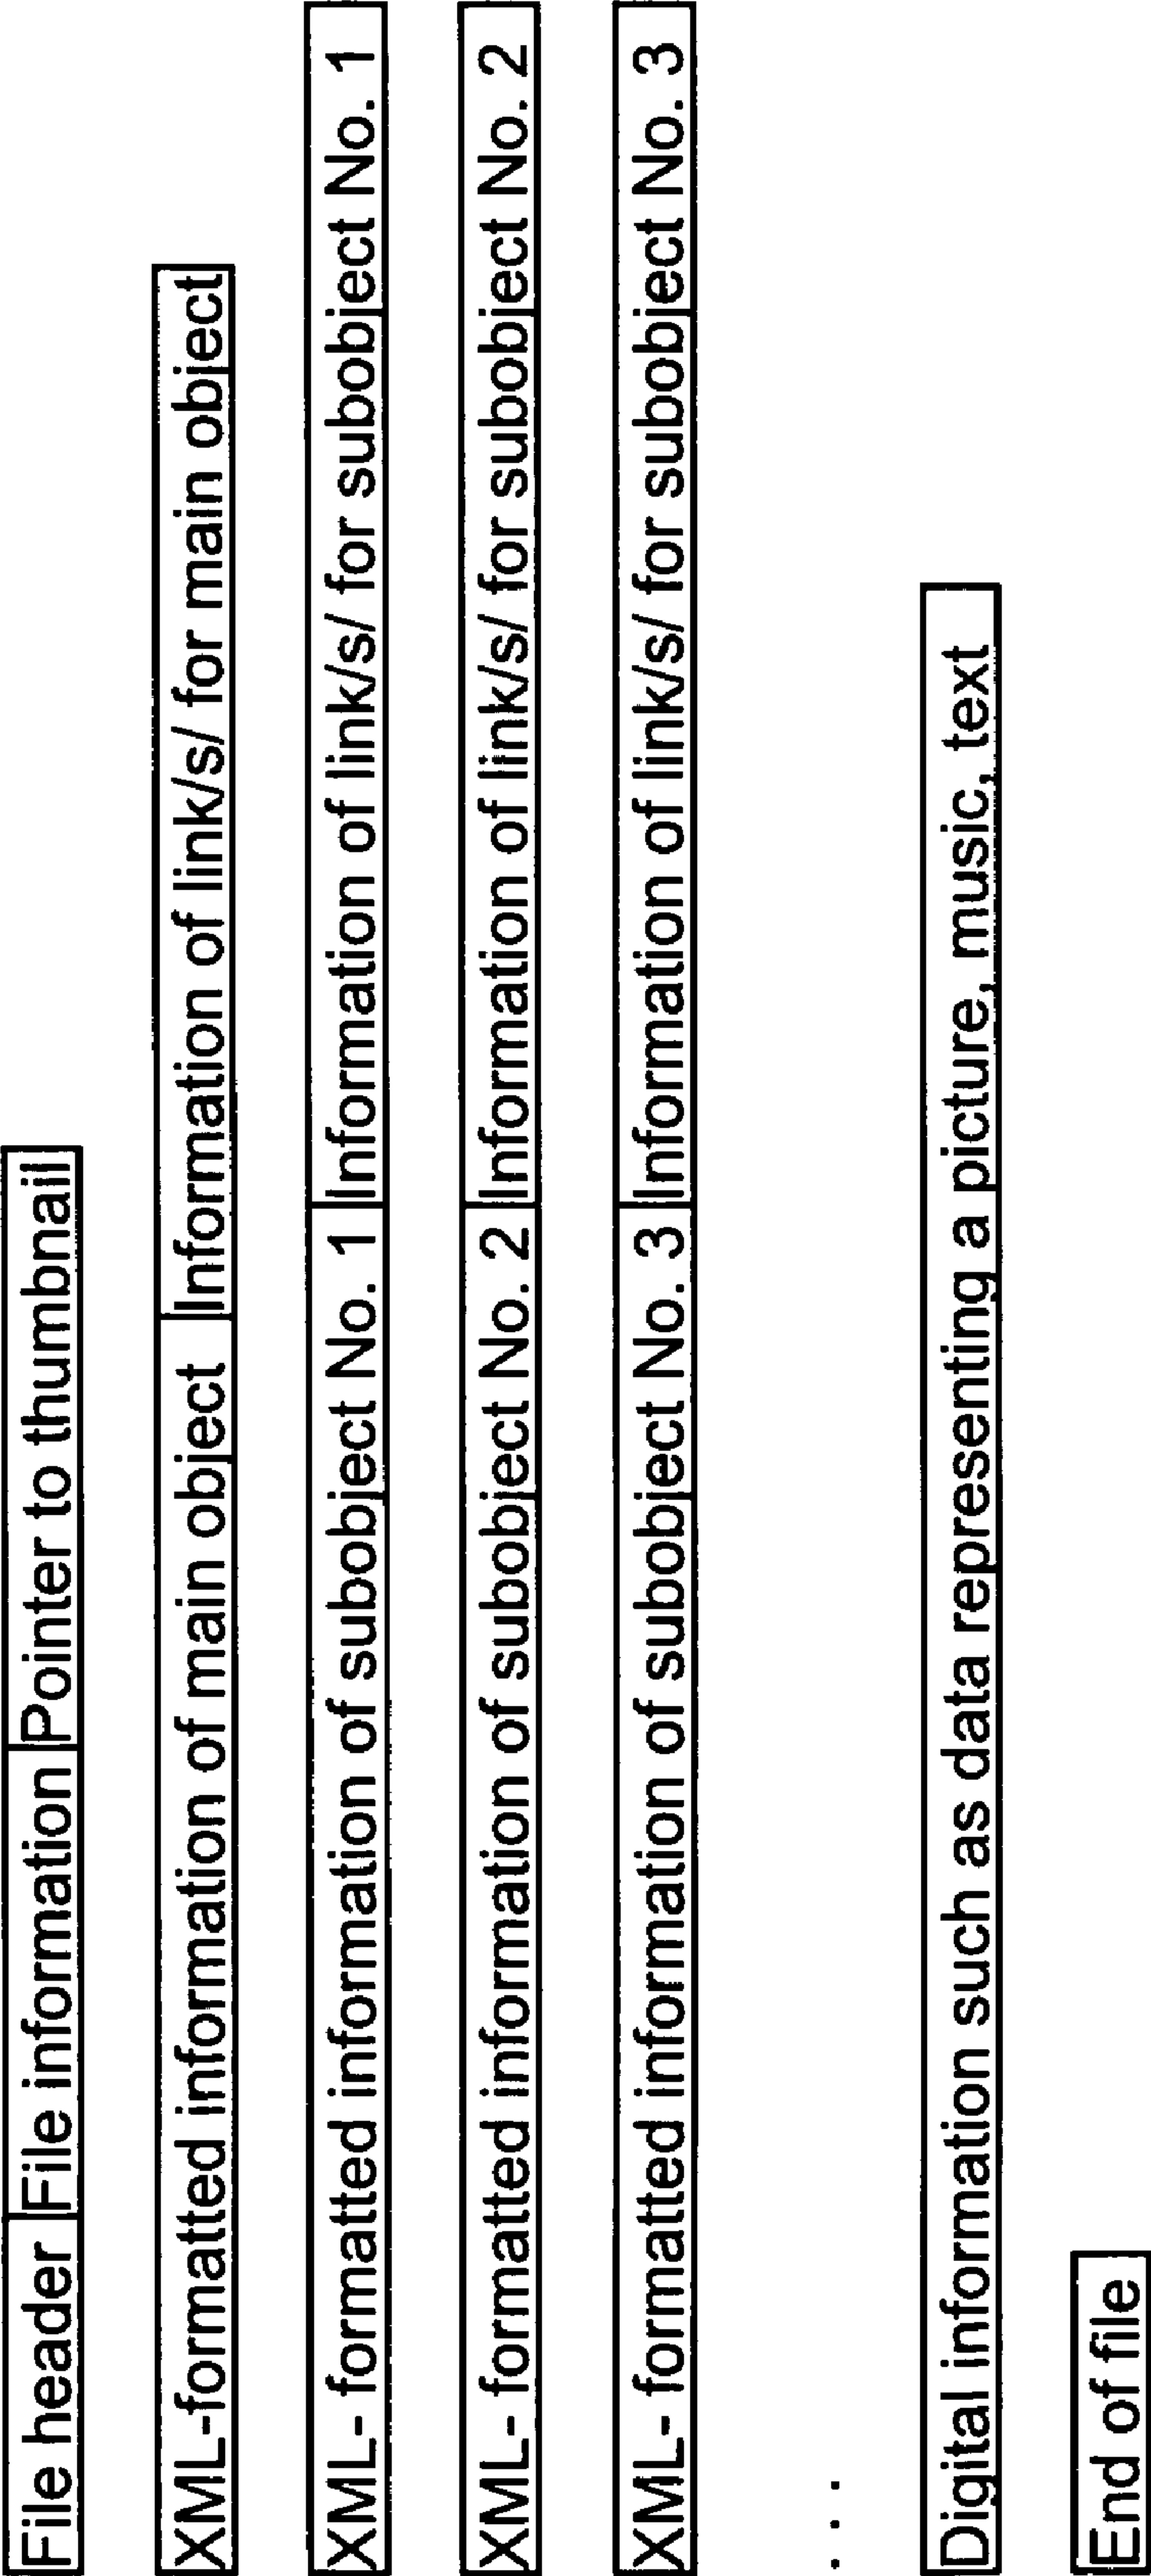 File header File information Pointer to thumbnail
XML-formatted information of main object Information of link/s/ for main object
XML- formatted information of subobject No. 1 Information of link/s/ for subobject No. 1
XML- formatted information of subobject No. 2 Information of link/s/ for subobject No. 2
XML- formatted information of subobject No. 3 Information of link/s/ for subobject No. 3
. . .
Digital information such as data representing a picture, music, text
End of file